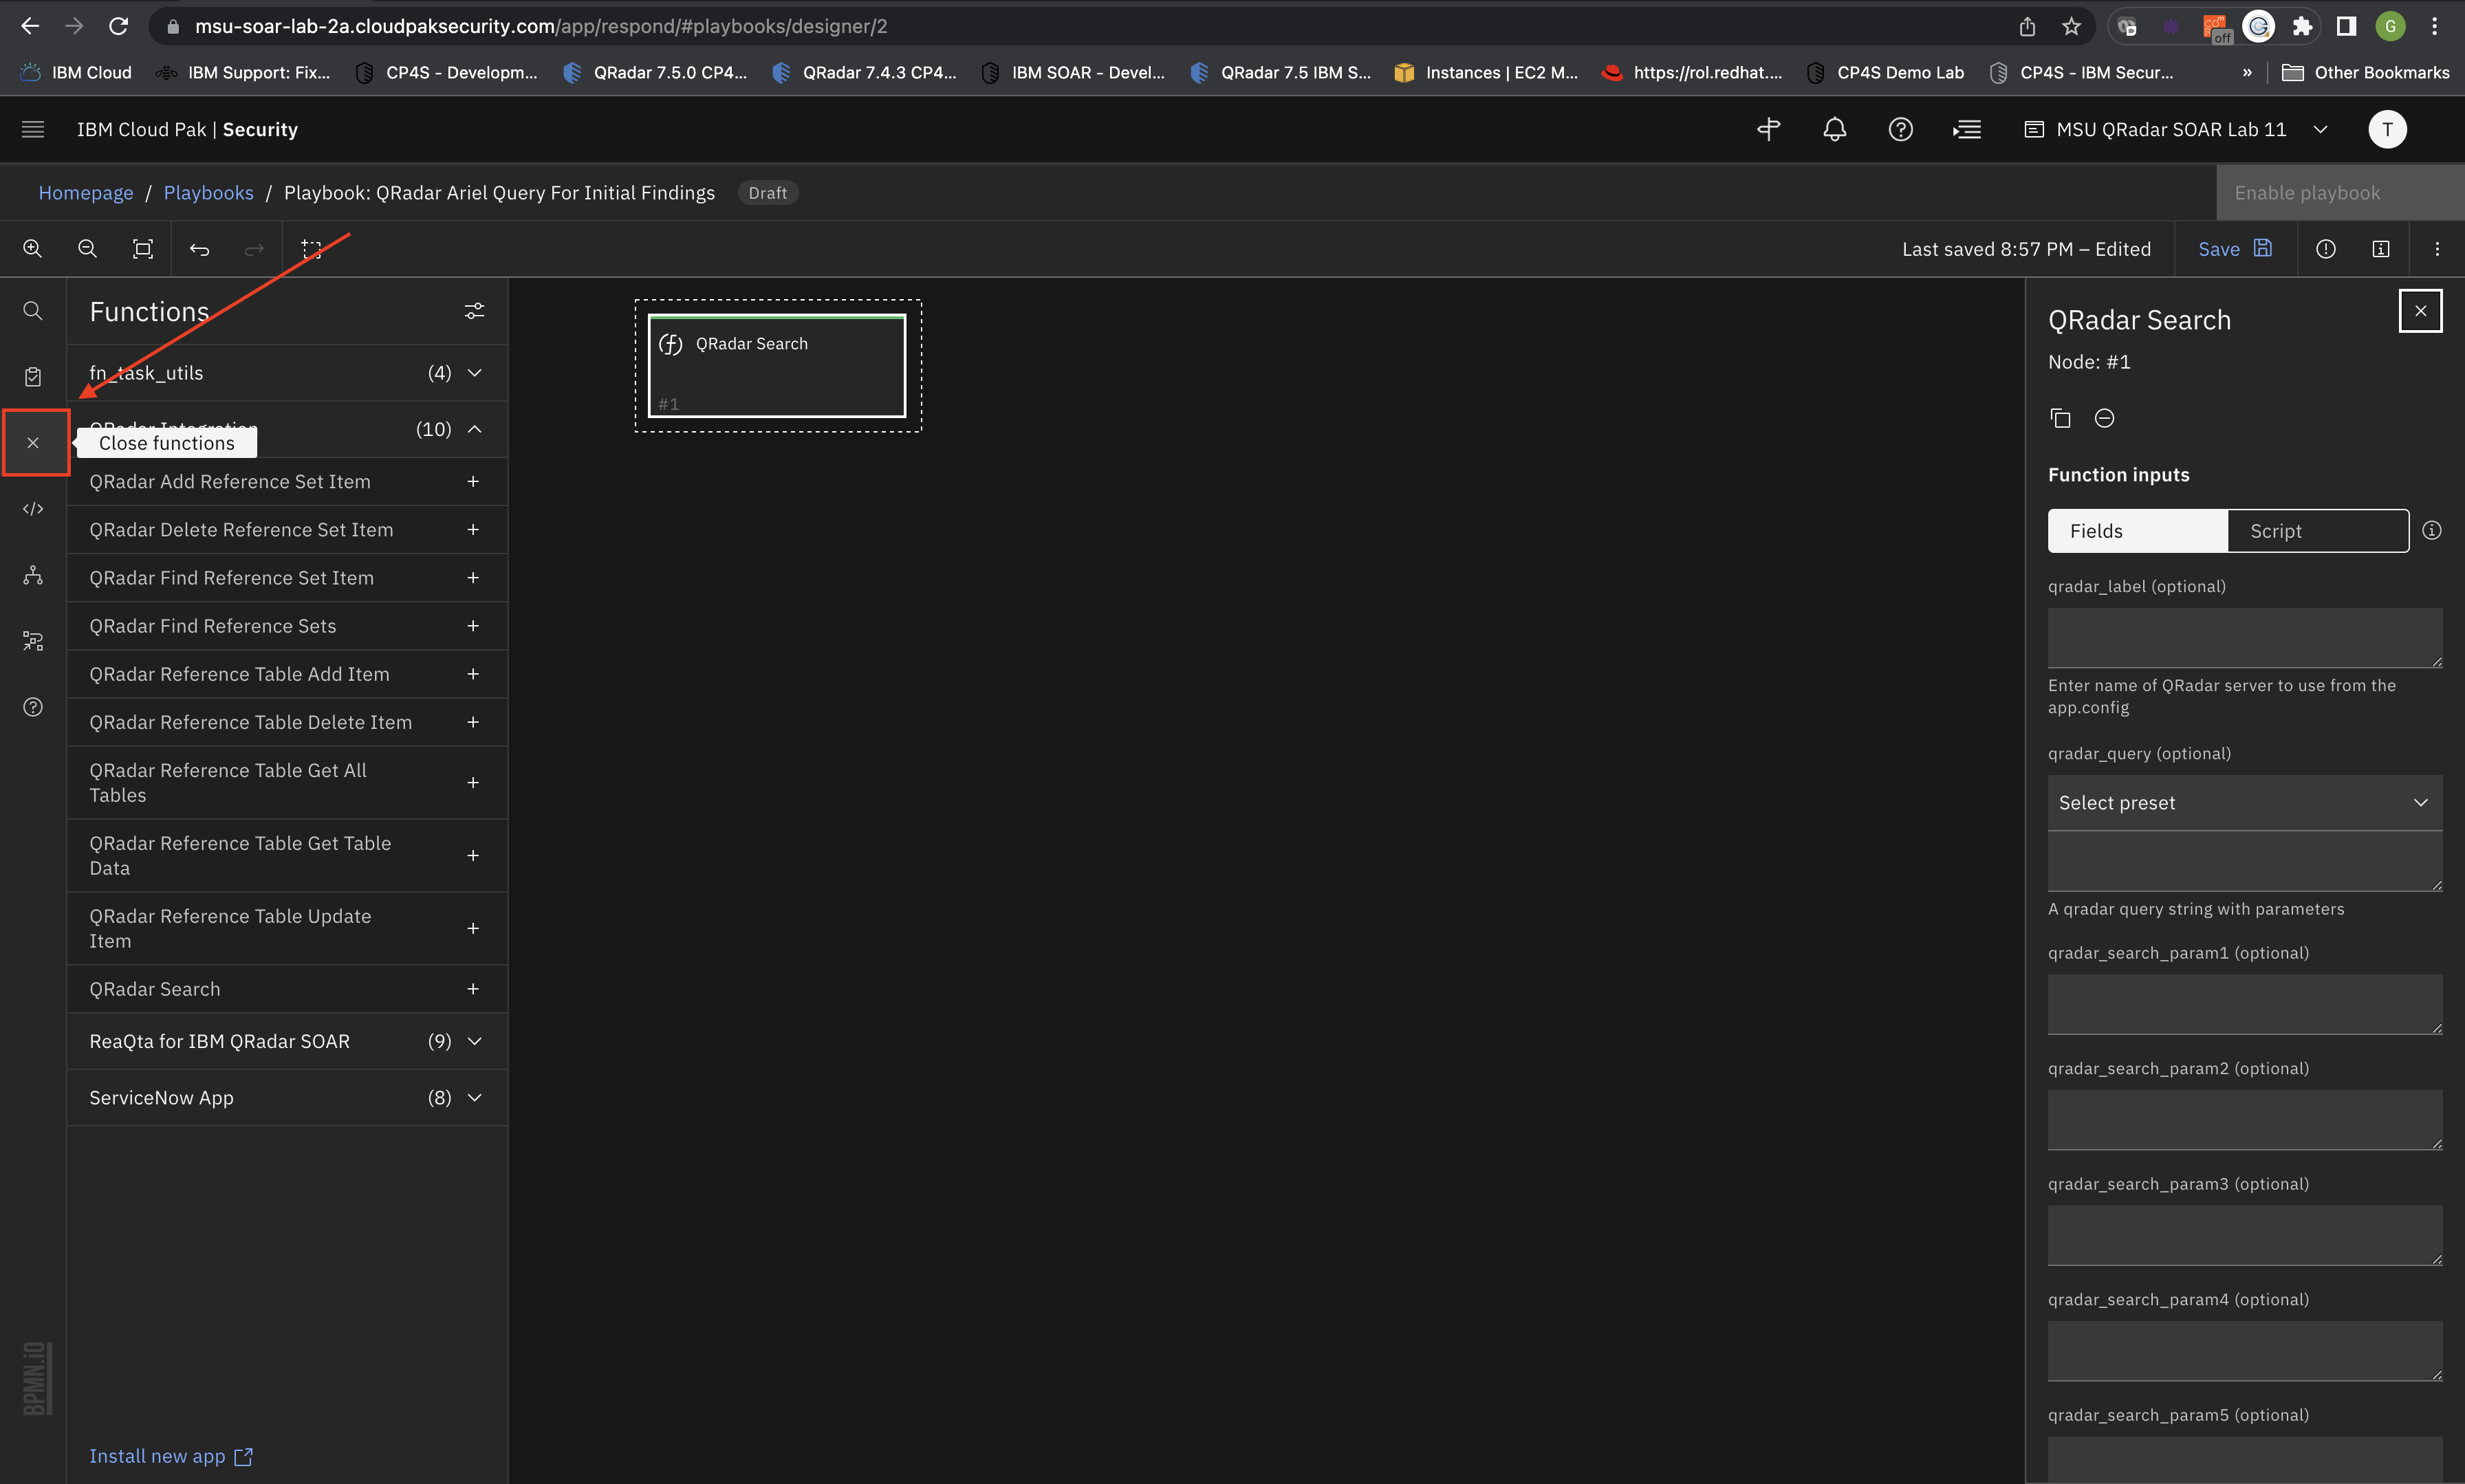 msu-soar-lab-2a.cloudpaksecurity.com/app/respond/#playbooks/designer/2
off
G
IBM Cloud
IBM Support: Fix...
CP4S - Developm...
QRadar 7.5.0 CP4...
QRadar 7.4.3 CP4...
IBM SOAR - Devel...
QRadar 7.5 IBM S...
Instances | EC2 M...
https://rol.redhat....
CP4S Demo Lab
CP4S - IBM Secur...
»
Other Bookmarks
IBM Cloud Pak | Security
MSU QRadar SOAR Lab 11
T
Homepage / Playbooks / Playbook: QRadar Ariel Query For Initial Findings
Draft
Enable playbook
Last saved 8:57 PM – Edited
Save
Functions
fn_task_utils (4)
QRadar Integration (10)
Close functions
QRadar Add Reference Set Item +
QRadar Delete Reference Set Item +
QRadar Find Reference Set Item +
QRadar Find Reference Sets +
QRadar Reference Table Add Item +
QRadar Reference Table Delete Item +
QRadar Reference Table Get All
Tables +
QRadar Reference Table Get Table
Data +
QRadar Reference Table Update
Item +
QRadar Search +
ReaQta for IBM QRadar SOAR (9)
ServiceNow App (8)
Install new app
BPMN.iO
QRadar Search
#1
QRadar Search
Node: #1
Function inputs
Fields
Script
qradar_label (optional)
Enter name of QRadar server to use from the
app.config
qradar_query (optional)
Select preset
A qradar query string with parameters
qradar_search_param1 (optional)
qradar_search_param2 (optional)
qradar_search_param3 (optional)
qradar_search_param4 (optional)
qradar_search_param5 (optional)